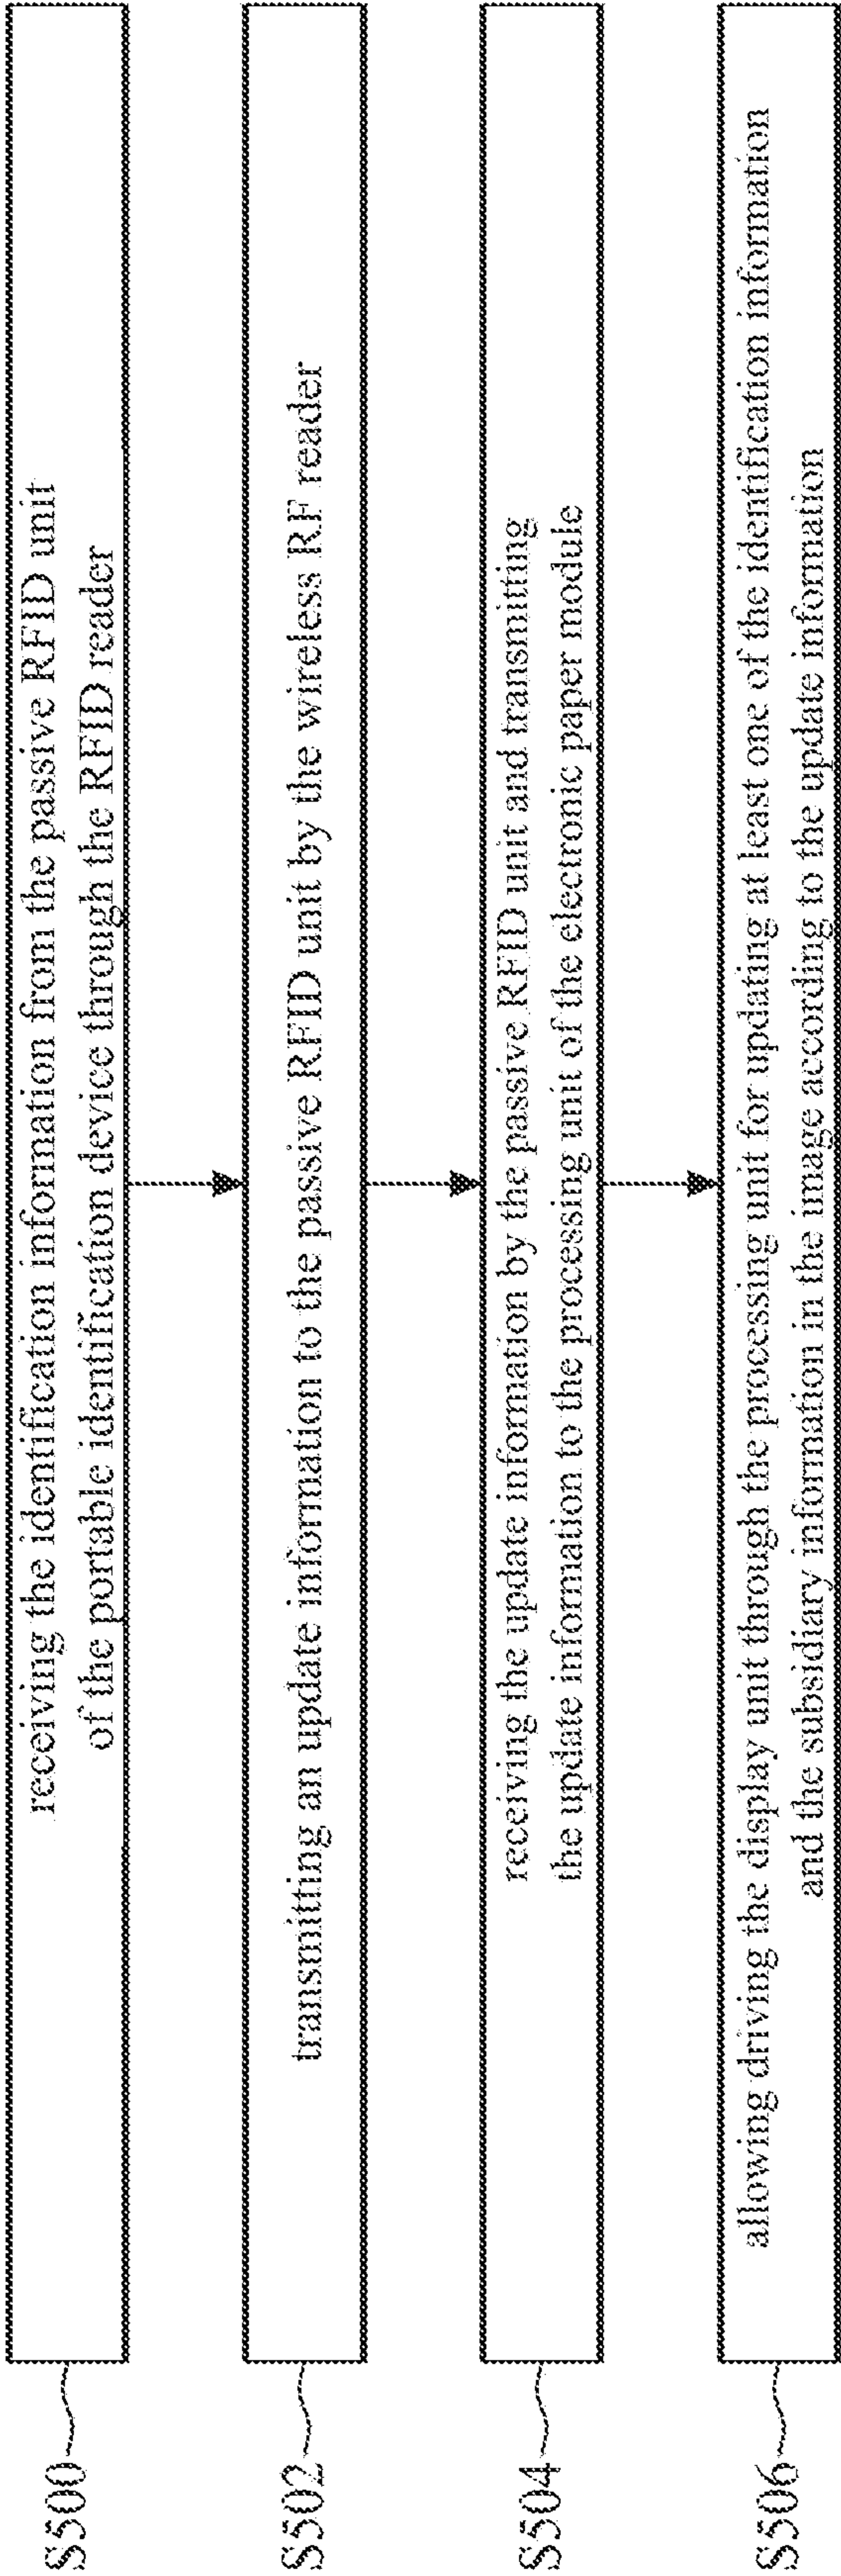 S500
receiving the identification information from the passive RFID unit
of the portable identification device through the RFID reader
S502
transmitting an update information to the passive RFID unit by the wireless RF reader
S504
receiving the update information by the passive RFID unit and transmitting
the update information to the processing unit of the electronic paper module
S506
allowing driving the display unit through the processing unit for updating at least one of the identification information
and the subsidiary information in the image according to the update information